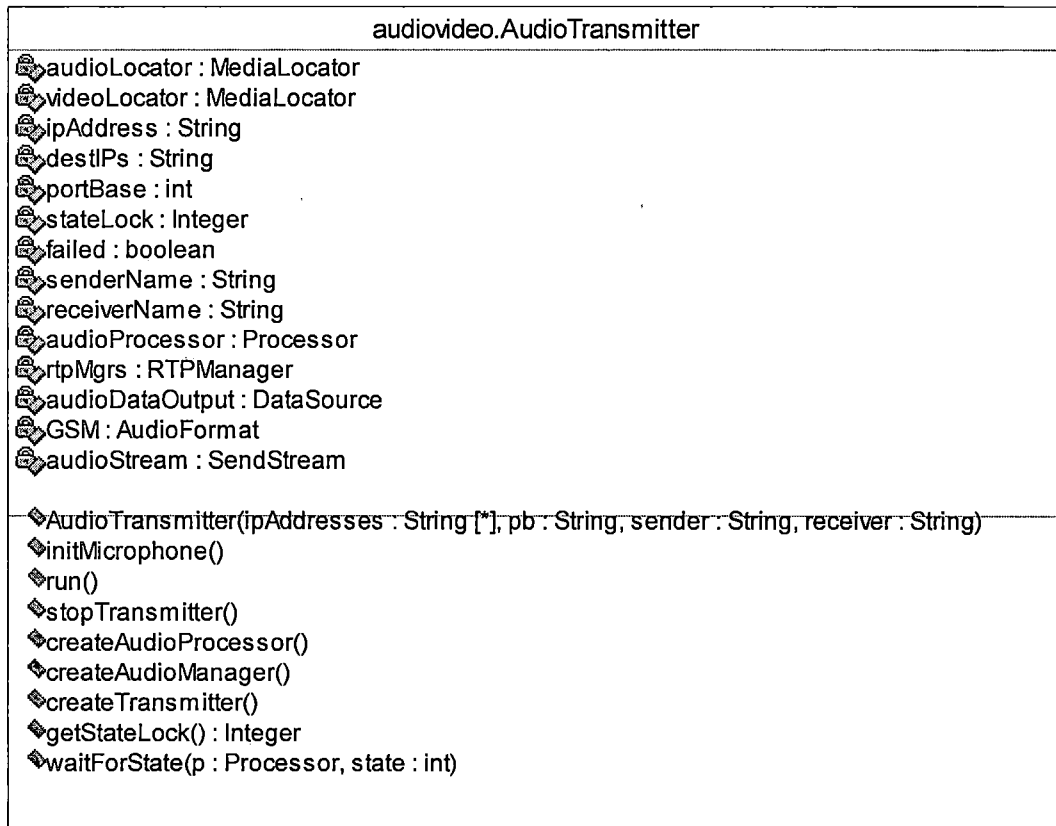 audiovideo.AudioTransmitter
audioLocator : MediaLocator
videoLocator : MediaLocator
ipAddress : String
destIPs : String
portBase : int
stateLock : Integer
failed : boolean
senderName : String
receiverName : String
audioProcessor : Processor
rtpMgrs : RTPManager
audioDataOutput : DataSource
GSM : AudioFormat
audioStream : SendStream
AudioTransmitter(ipAddresses : String [*], pb : String, sender : String, receiver : String)
initMicrophone()
run()
stopTransmitter()
createAudioProcessor()
createAudioManager()
createTransmitter()
getStateLock() : Integer
waitForState(p : Processor, state : int)